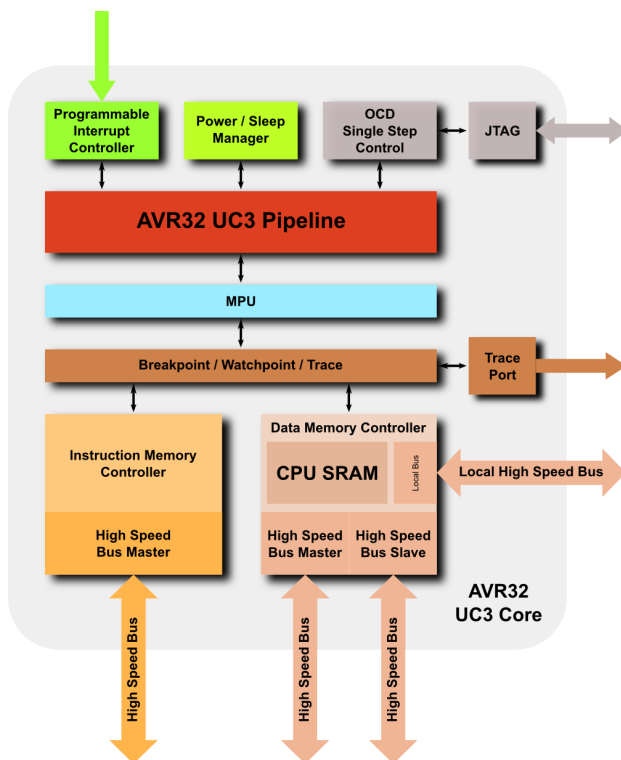 Programmable
Interrupt
Controller
Power / Sleep
Manager
OCD
Single Step
Control
JTAG
AVR32 UC3 Pipeline
MPU
Breakpoint / Watchpoint / Trace
Trace
Port
Instruction Memory
Controller
High Speed
Bus Master
Data Memory Controller
CPU SRAM
Local Bus
Local High Speed Bus
High Speed
Bus Master
High Speed
Bus Slave
AVR32
UC3 Core
High Speed Bus
High Speed Bus
High Speed Bus